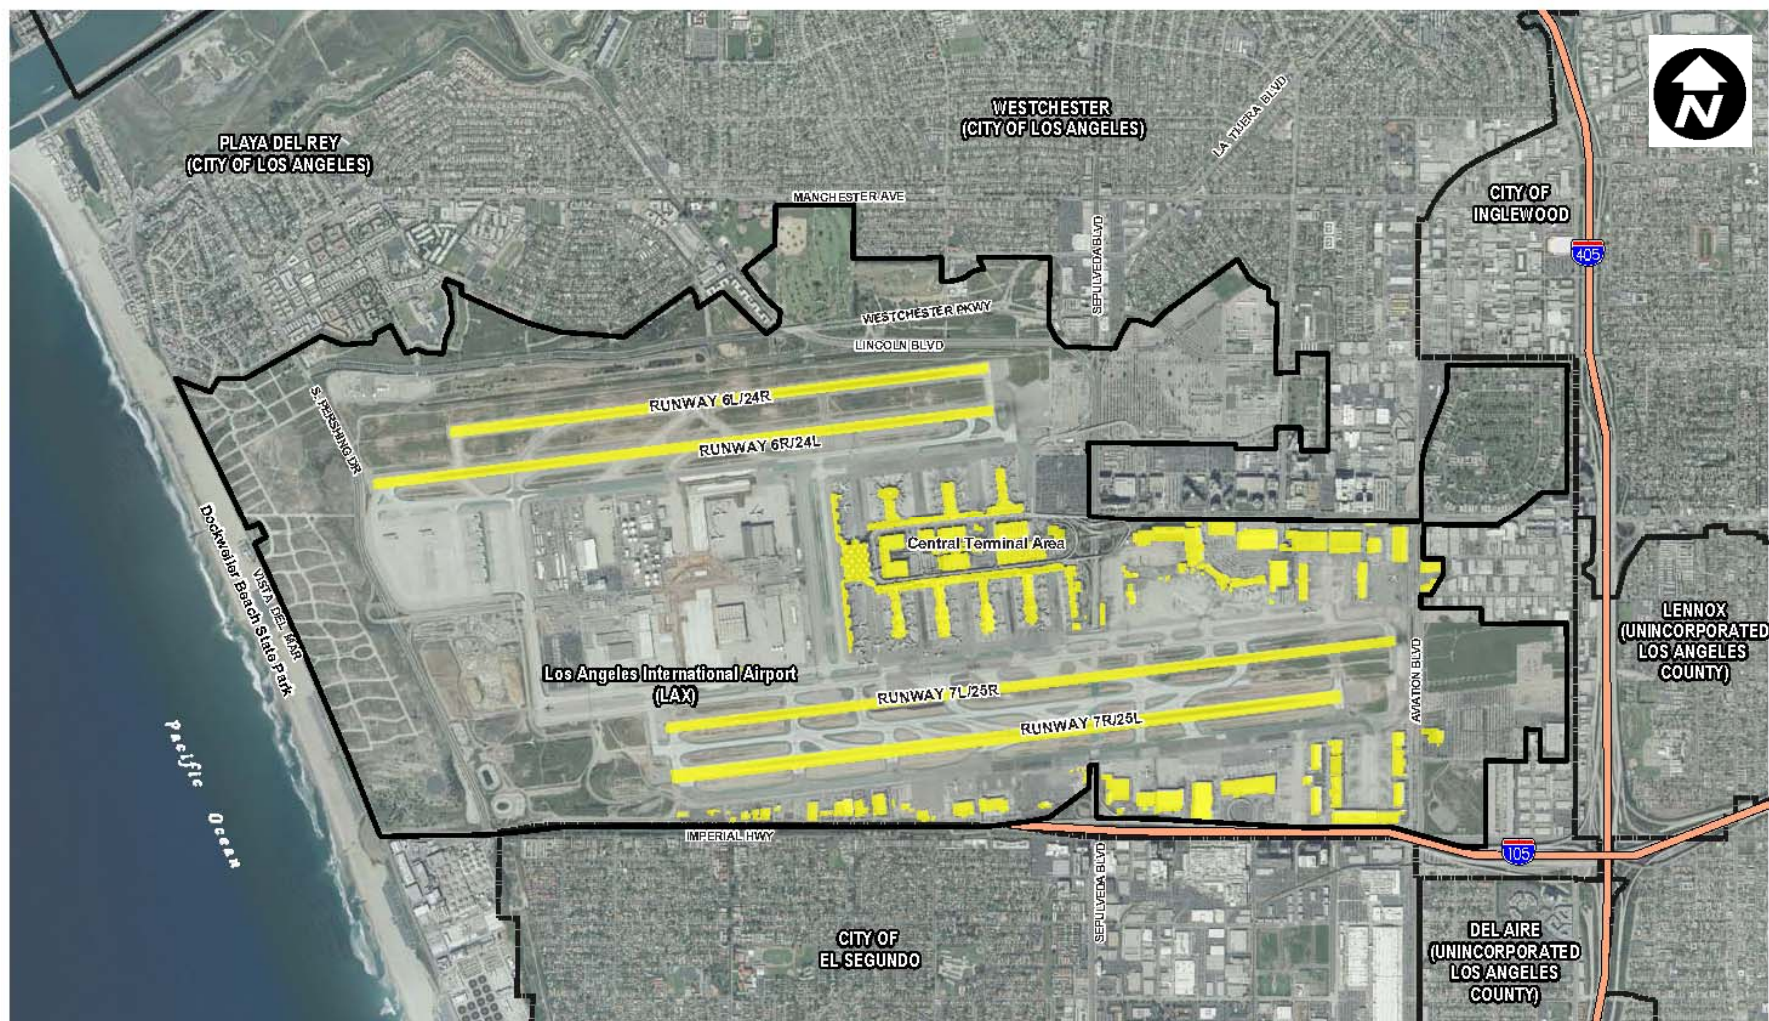 WESTCHESTER
(CITY OF LOS ANGELES)
N
PLAYA DEL REY
(CITY OF LOS ANGELES)
LA TIJERA BLVD
MANCHESTER AVE
CITY OF
INGLEWOOD
405
SEPULVEDA BLVD
WESTCHESTER PKWY
LINCOLN BLVD
S. PERSHING DR
RUNWAY 6L/24R
RUNWAY 6R/24L
Central Terminal Area
Dockweiler Beach State Park
VISTA DEL MAR
LENNOX
(UNINCORPORATED
LOS ANGELES
COUNTY)
AVIATION BLVD
Los Angeles International Airport
(LAX)
RUNWAY 7L/25R
RUNWAY 7R/25L
Pacific Ocean
IMPERIAL HWY
105
SEPULVEDA BLVD
CITY OF
EL SEGUNDO
DEL AIRE
(UNINCORPORATED
LOS ANGELES
COUNTY)